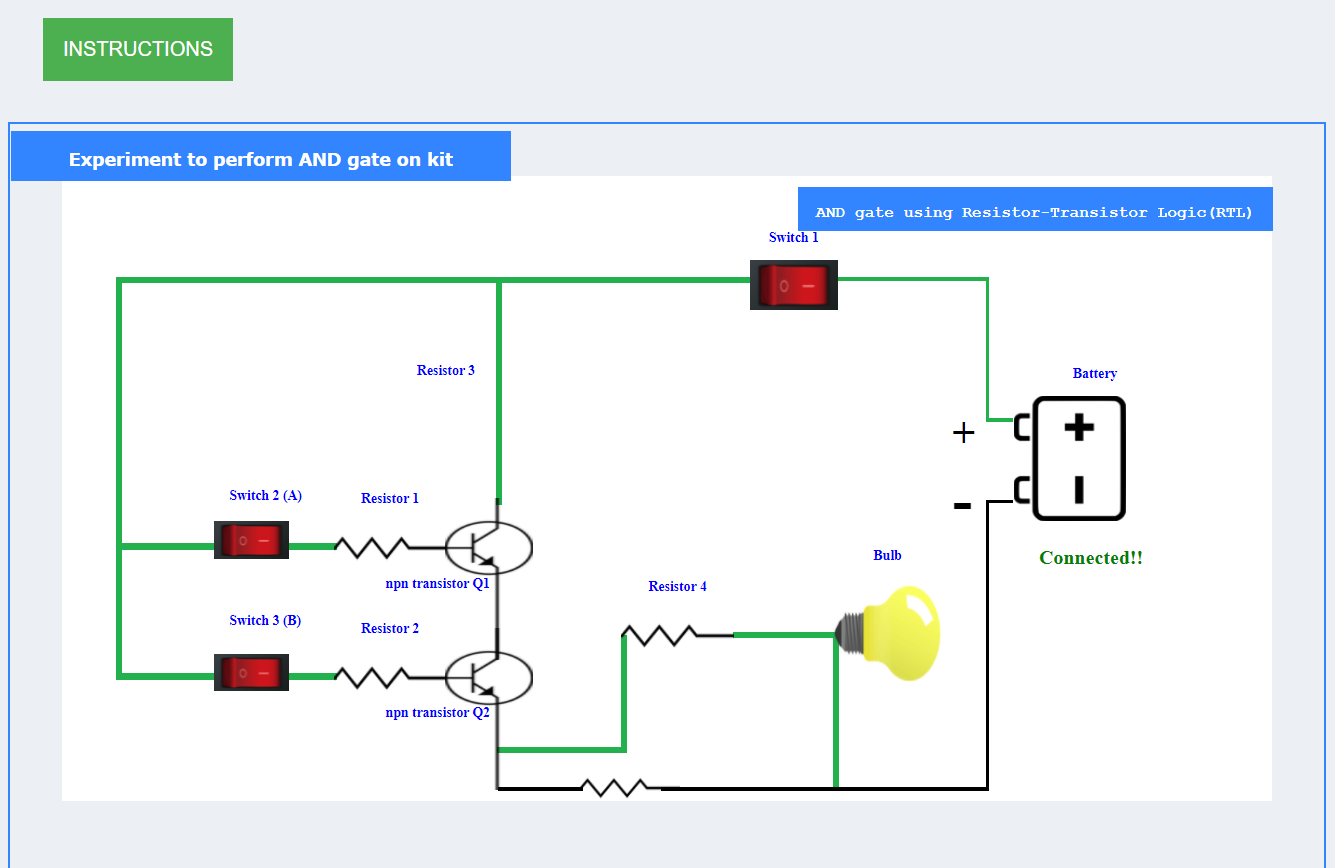 INSTRUCTIONS
Experiment to perform AND gate on kit
AND gate using Resistor-Transistor Logic(RTL)
Switch 1
Resistor 3
Battery
+
-
Switch 2 (A)
Resistor 1
npn transistor Q1
Bulb
Connected!!
Resistor 4
Switch 3 (B)
Resistor 2
npn transistor Q2